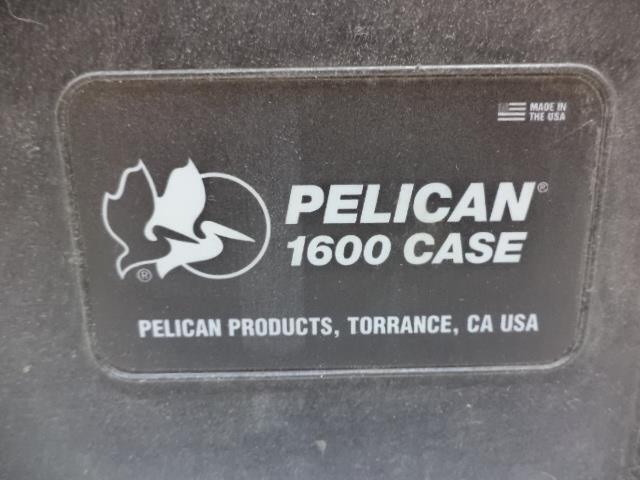 MADE IN
THE USA
PELICAN®
1600 CASE
®
PELICAN PRODUCTS, TORRANCE, CA USA